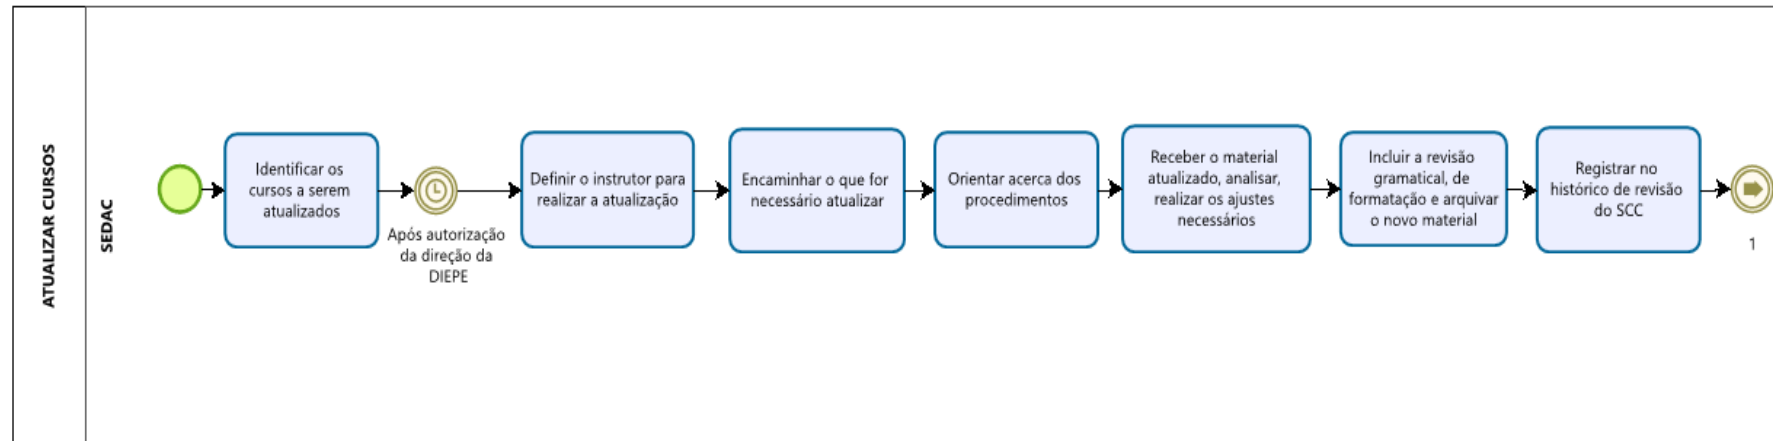 ATUALIZAR CURSOS
SEDAC
Identificar os
cursos a serem
atualizados
Após autorização
da direção da
DIEPE
Definir o instrutor para
realizar a atualização
Encaminhar o que for
necessário atualizar
Orientar acerca dos
procedimentos
Receber o material
atualizado, analisar,
realizar os ajustes
necessários
Incluir a revisão
gramatical, de
formatação e arquivar
o novo material
Registrar no
histórico de revisão
do SCC
1